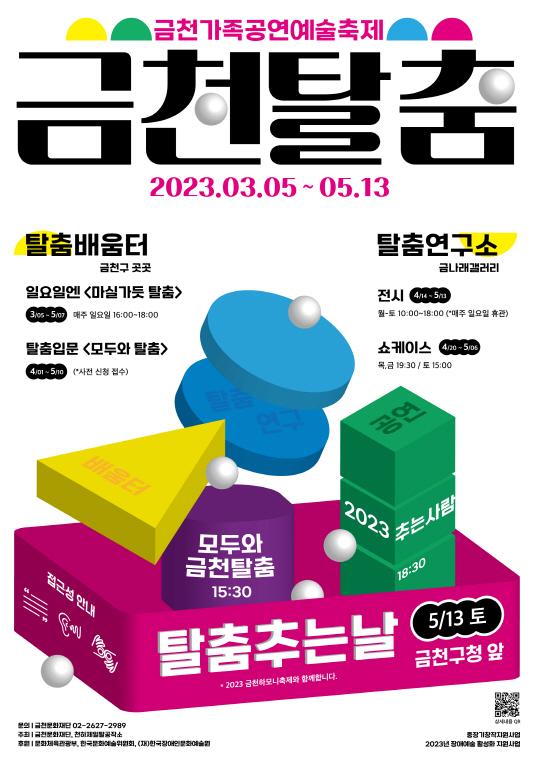 금천가족공연예술축제
금천탈춤
2023.03.05 ~ 05.13
탈춤배움터
금천구 곳곳
일요일엔 <마실가듯 탈춤>
3/05 ~ 5/07 매주 일요일 16:00~18:00
탈춤입문 <모두와 탈춤>
4/01 ~ 5/10 (*사전 신청 접수)
탈춤연구소
금나래갤러리
전시 4/14 ~ 5/13
월-토 10:00~18:00 (*매주 일요일 휴관)
쇼케이스 4/20 ~ 5/06
목,금 19:30 / 토 15:00
탈춤
연구
배움터
공연
2023 추는사람
18:30
모두와
금천탈춤
15:30
접근성 안내
탈춤추는날
5/13 토
금천구청 앞
* 2023 금천하모니축제와 함께합니다.
상세내용 QR
문의 | 금천문화재단 02-2627-2989
주최 | 금천문화재단, 천하제일탈공작소
후원 | 문화체육관광부, 한국문화예술위원회, (재)한국장애인문화예술원
중장기창작지원사업
2023년 장애예술 활성화 지원사업